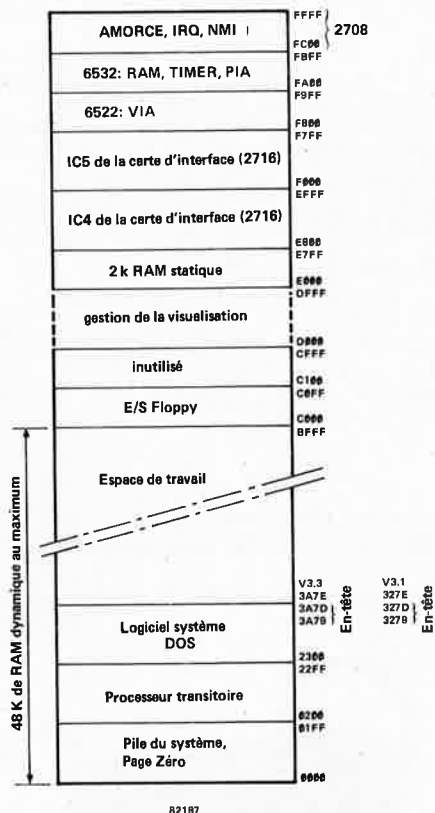 FFFF
AMORCE, IRQ, NMI
2708
FC00
FBFF
6532: RAM, TIMER, PIA
FA00
F9FF
6522: VIA
F800
F7FF
IC5 de la carte d'interface (2716)
F000
EFFF
IC4 de la carte d'interface (2716)
E800
E7FF
2 k RAM statique
E000
DFFF
gestion de la visualisation
D000
CFFF
inutilisé
C100
C0FF
E/S Floppy
C000
BFFF
Espace de travail
48 K de RAM dynamique au maximum
V3.3
3A7E
3A7D
3A79
En-tête
V3.1
327E
327D
3279
En-tête
Logiciel système
DOS
2300
22FF
Processeur transitoire
0200
01FF
Pile du système,
Page Zéro
0000
82187